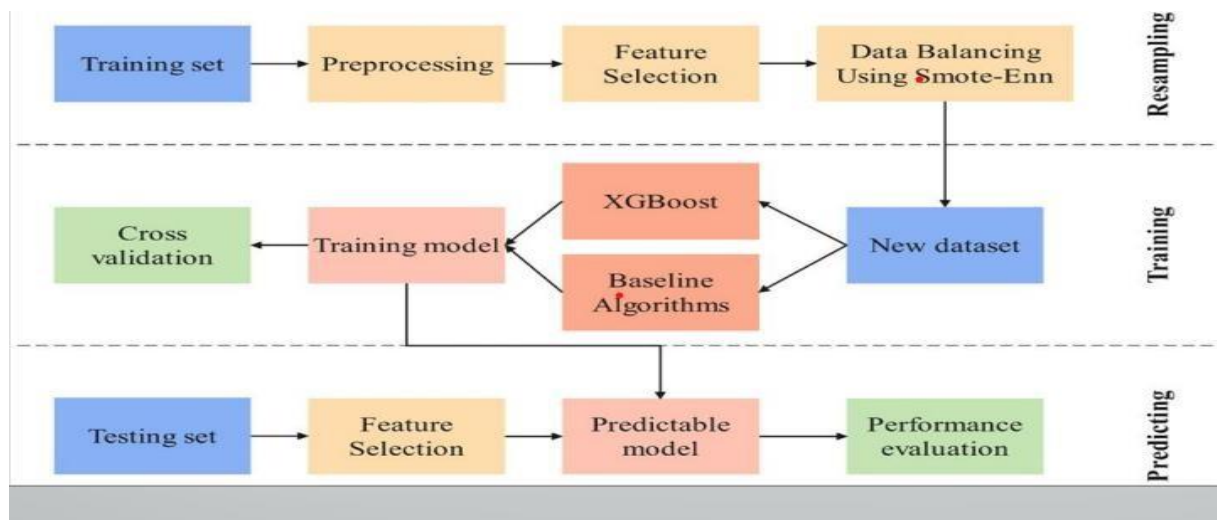 Training set
Preprocessing
Feature
Selection
Data Balancing
Using Smote-Enn
Resampling
Cross
validation
Training model
XGBoost
Baseline
Algorithms
New dataset
Training
Testing set
Feature
Selection
Predictable
model
Performance
evaluation
Predicting